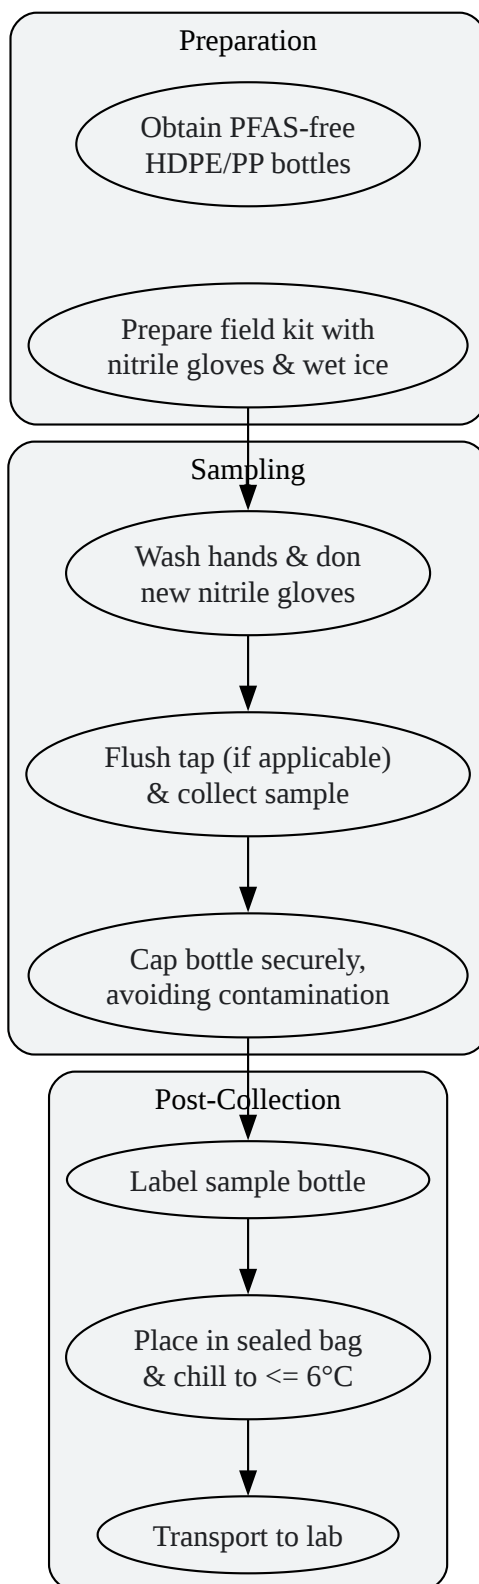 Preparation
Obtain PFAS-free
HDPE/PP bottles
Prepare field kit with
nitrile gloves & wet ice
Sampling
Wash hands & don
new nitrile gloves
Flush tap (if applicable)
& collect sample
Cap bottle securely,
avoiding contamination
Post-Collection
Label sample bottle
Place in sealed bag
& chill to <= 6°C
Transport to lab